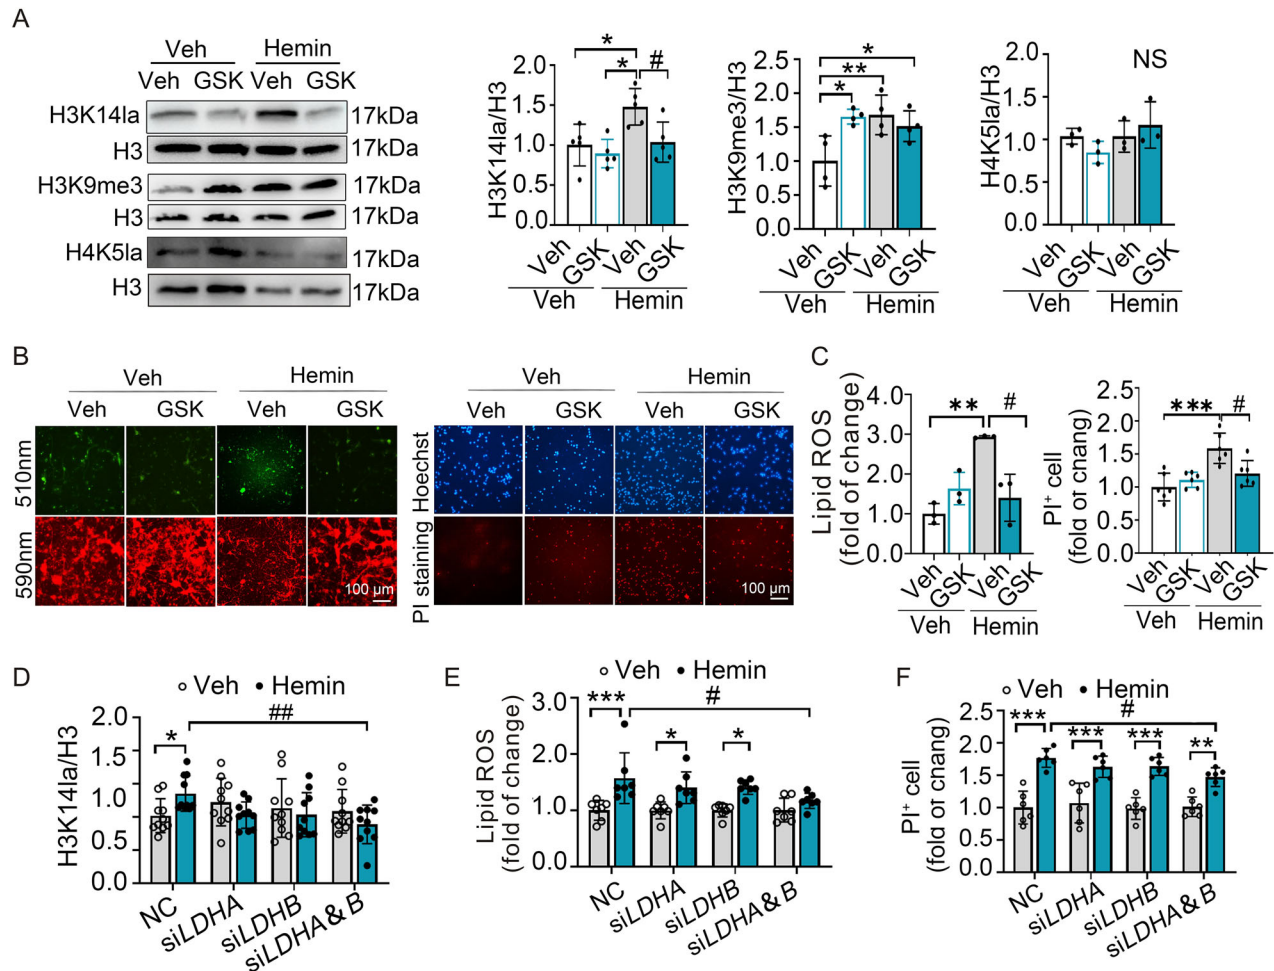 A
Veh Hemin
Veh GSK Veh GSK
H3K14la 17kDa
H3 17kDa
H3K9me3 17kDa
H3 17kDa
H4K5la 17kDa
H3 17kDa
H3K14la/H3
2.0
1.5
1.0
0.5
0.0
* * #
Veh GSK Veh GSK
Veh Hemin
H3K9me3/H3
2.5
2.0
1.5
1.0
0.5
0.0
* ** *
Veh GSK Veh GSK
Veh Hemin
H4K5la/H3
2.0
1.5
1.0
0.5
0.0
NS
Veh GSK Veh GSK
Veh Hemin
B
Veh Hemin
Veh GSK Veh GSK
510nm
590nm
100 µm
Veh Hemin
Veh GSK Veh GSK
Hoechst
PI staining
100 µm
C
Lipid ROS
(fold of change)
4.0
3.0
2.0
1.0
0.0
** #
Veh GSK Veh GSK
Veh Hemin
PI+ cell
(fold of chang)
2.5
2.0
1.5
1.0
0.5
0.0
*** #
Veh GSK Veh GSK
Veh Hemin
D
Veh Hemin
H3K14la/H3
2.0
1.5
1.0
0.5
0.0
* ##
NC siLDHA siLDHB siLDHA & B
E
Veh Hemin
Lipid ROS
(fold of change)
3.0
2.0
1.0
0.0
*** * * #
NC siLDHA siLDHB siLDHA & B
F
Veh Hemin
PI+ cell
(fold of chang)
2.5
2.0
1.5
1.0
0.5
0.0
*** *** *** ** #
NC siLDHA siLDHB siLDHA & B